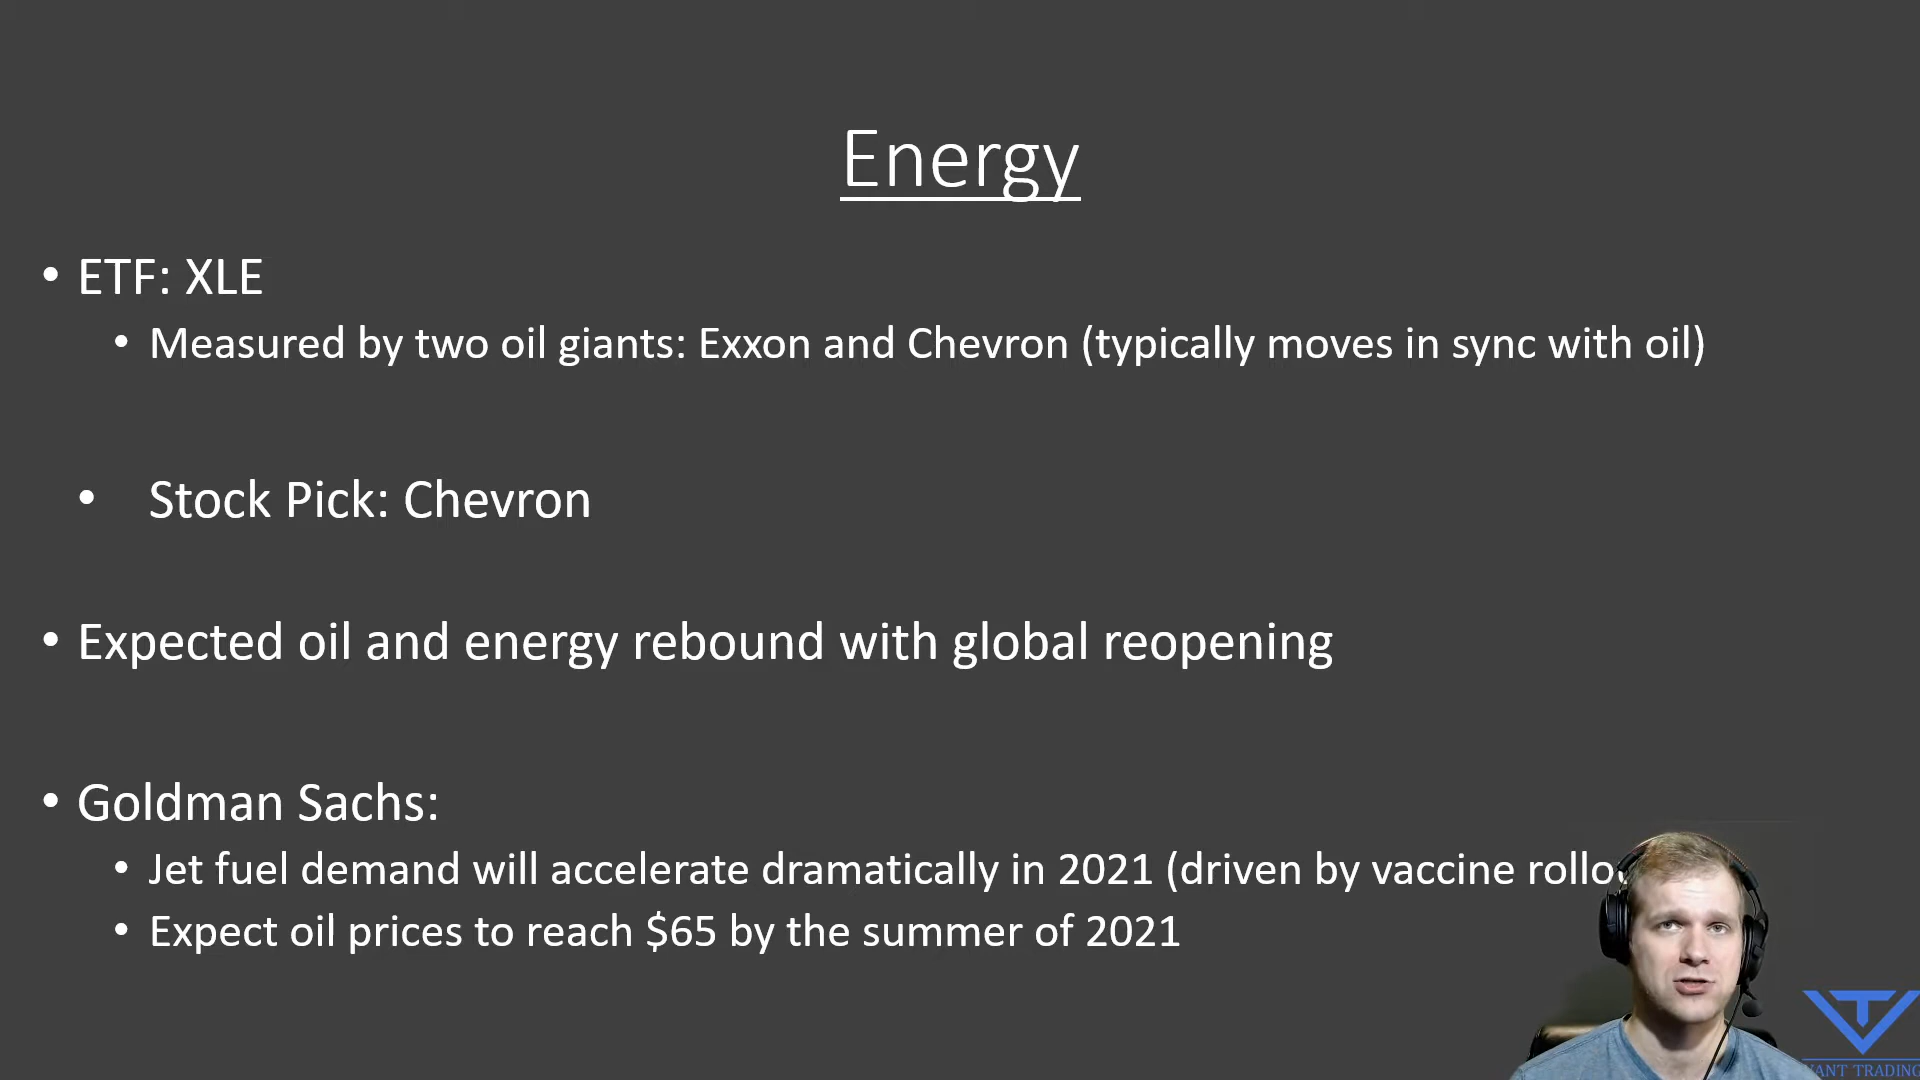 Energy
• ETF: XLE
• Measured by two oil giants: Exxon and Chevron (typically moves in sync with oil)
• Stock Pick: Chevron
• Expected oil and energy rebound with global reopening
• Goldman Sachs:
• Jet fuel demand will accelerate dramatically in 2021 (driven by vaccine
• Expect oil prices to reach $65 by the summer of 2021
TRADING